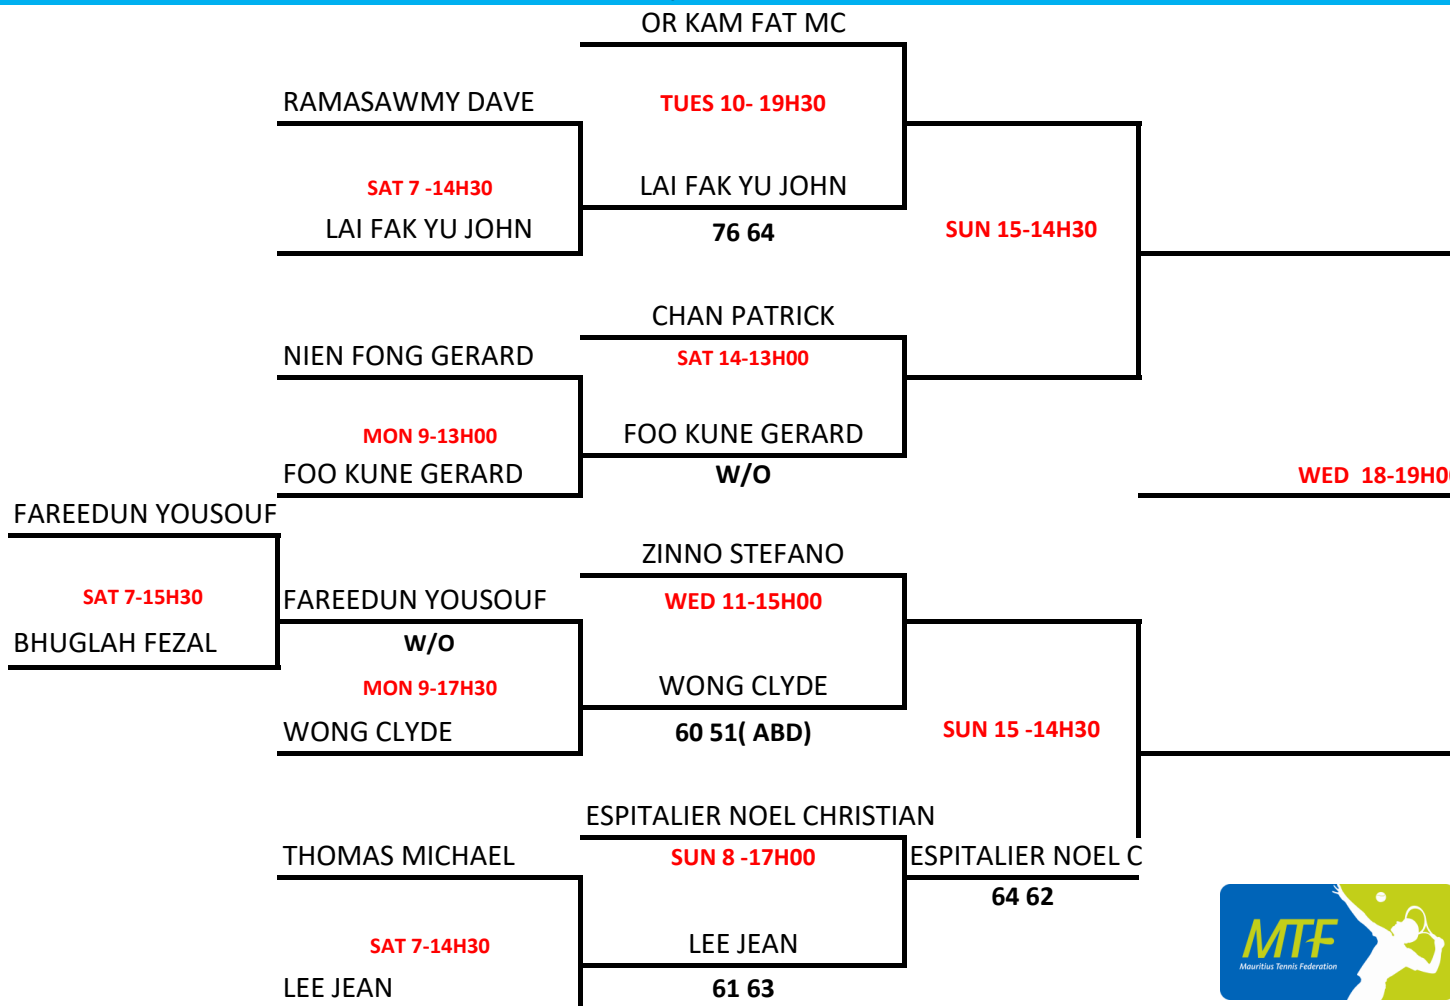 OR KAM FAT MC
RAMASAWMY DAVE
TUES 10- 19H30
SAT 7 -14H30
LAI FAK YU JOHN
LAI FAK YU JOHN
76 64
SUN 15-14H30
CHAN PATRICK
NIEN FONG GERARD
SAT 14-13H00
MON 9-13H00
FOO KUNE GERARD
FOO KUNE GERARD
W/O
WED 18-19H0
FAREEDUN YOUSOUF
ZINNO STEFANO
SAT 7-15H30
FAREEDUN YOUSOUF
WED 11-15H00
BHUGLAH FEZAL
W/O
MON 9-17H30
WONG CLYDE
WONG CLYDE
60 51( ABD)
SUN 15 -14H30
ESPITALIER NOEL CHRISTIAN
THOMAS MICHAEL
SUN 8 -17H00
ESPITALIER NOEL C
64 62
SAT 7-14H30
LEE JEAN
LEE JEAN
61 63
MTF
Mauritius Tennis Federation